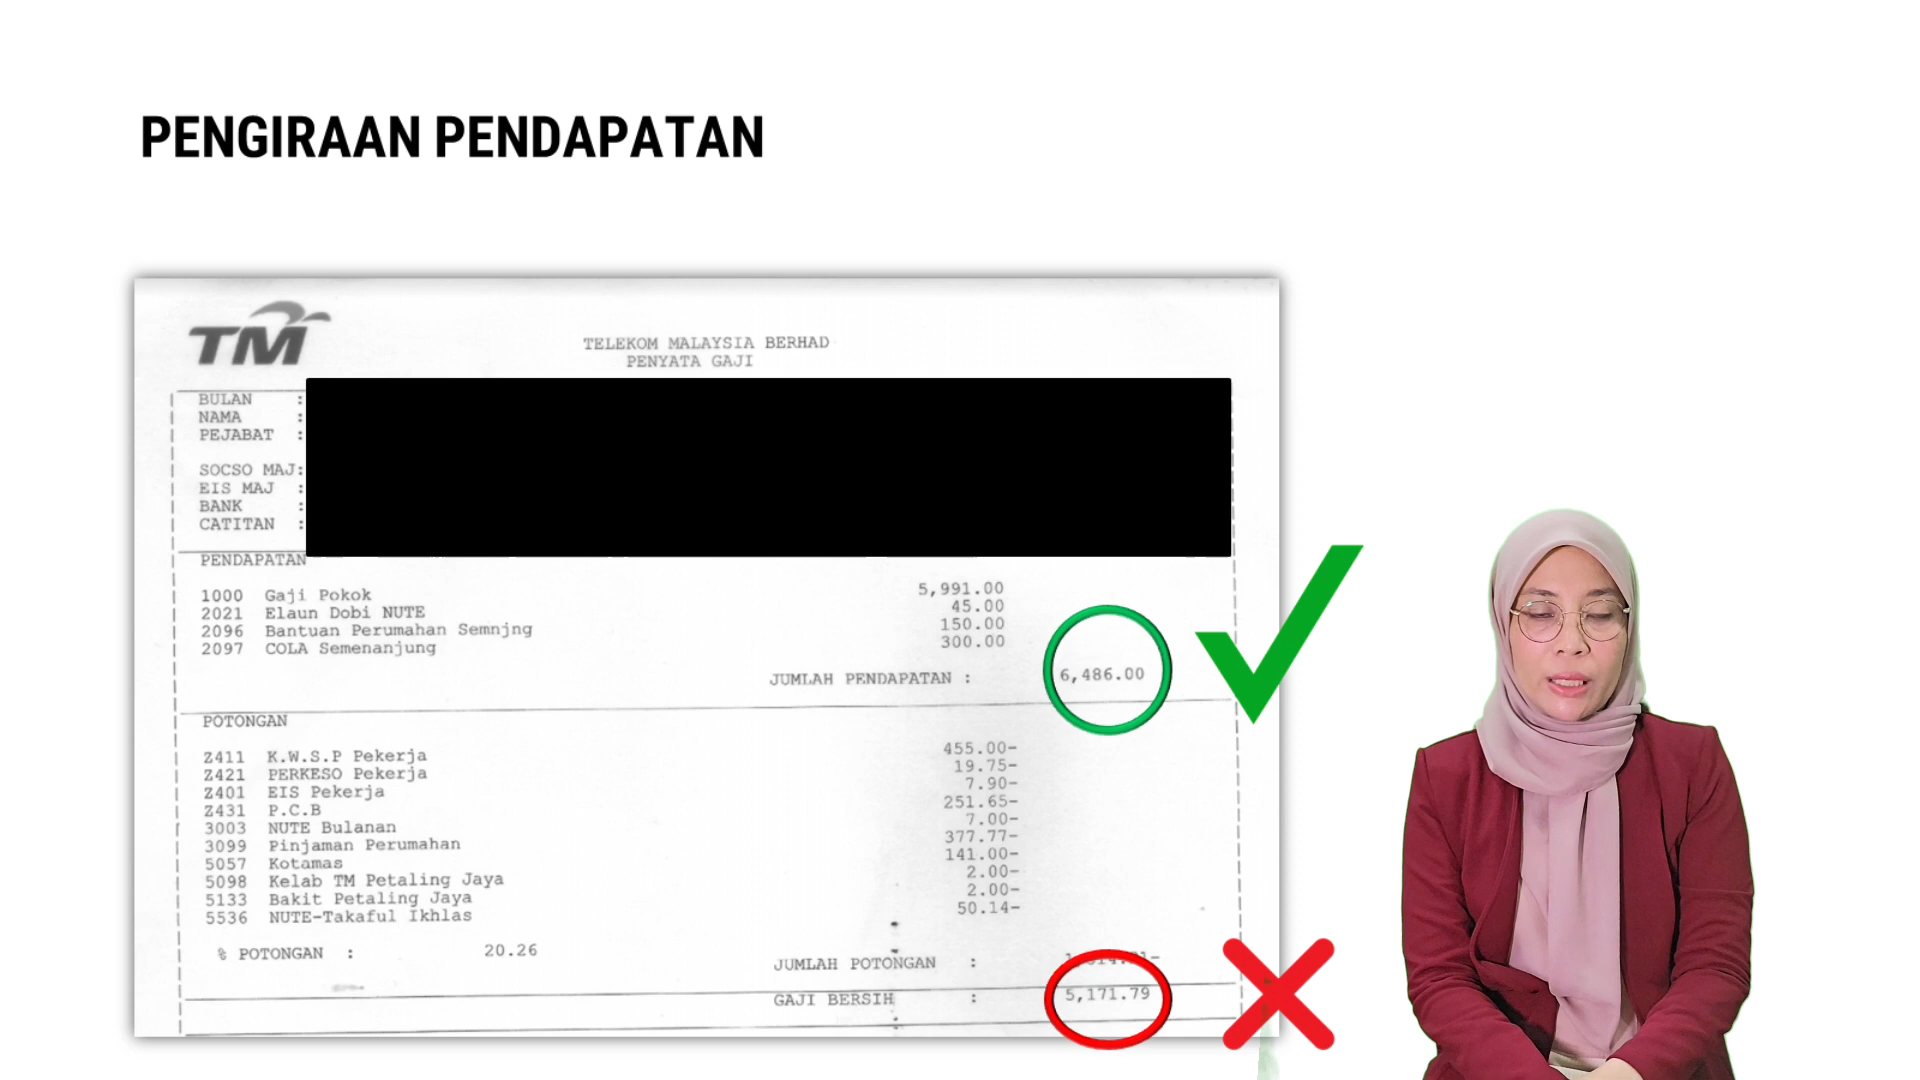 PENGIRAAN PENDAPATAN
TM
TELEKOM MALAYSIA BERHAD
PENYATA GAJI
BULAN :
NAMA :
PEJABAT :
SOCSO MAJ:
EIS MAJ :
BANK :
CATITAN :
PENDAPATAN
1000 Gaji Pokok 5,991.00
2021 Elaun Dobi NUTE 45.00
2096 Bantuan Perumahan Semnjng 150.00
2097 COLA Semenanjung 300.00
JUMLAH PENDAPATAN : 6,486.00
POTONGAN
Z411 K.W.S.P Pekerja 455.00-
Z421 PERKESO Pekerja 19.75-
Z401 EIS Pekerja 7.90-
Z431 P.C.B 251.65-
3003 NUTE Bulanan 7.00-
3099 Pinjaman Perumahan 377.77-
5057 Kotamas 141.00-
5098 Kelab TM Petaling Jaya 2.00-
5133 Bakit Petaling Jaya 2.00-
5536 NUTE-Takaful Ikhlas 50.14-
% POTONGAN : 20.26
JUMLAH POTONGAN :
GAJI BERSIH : 5,171.79